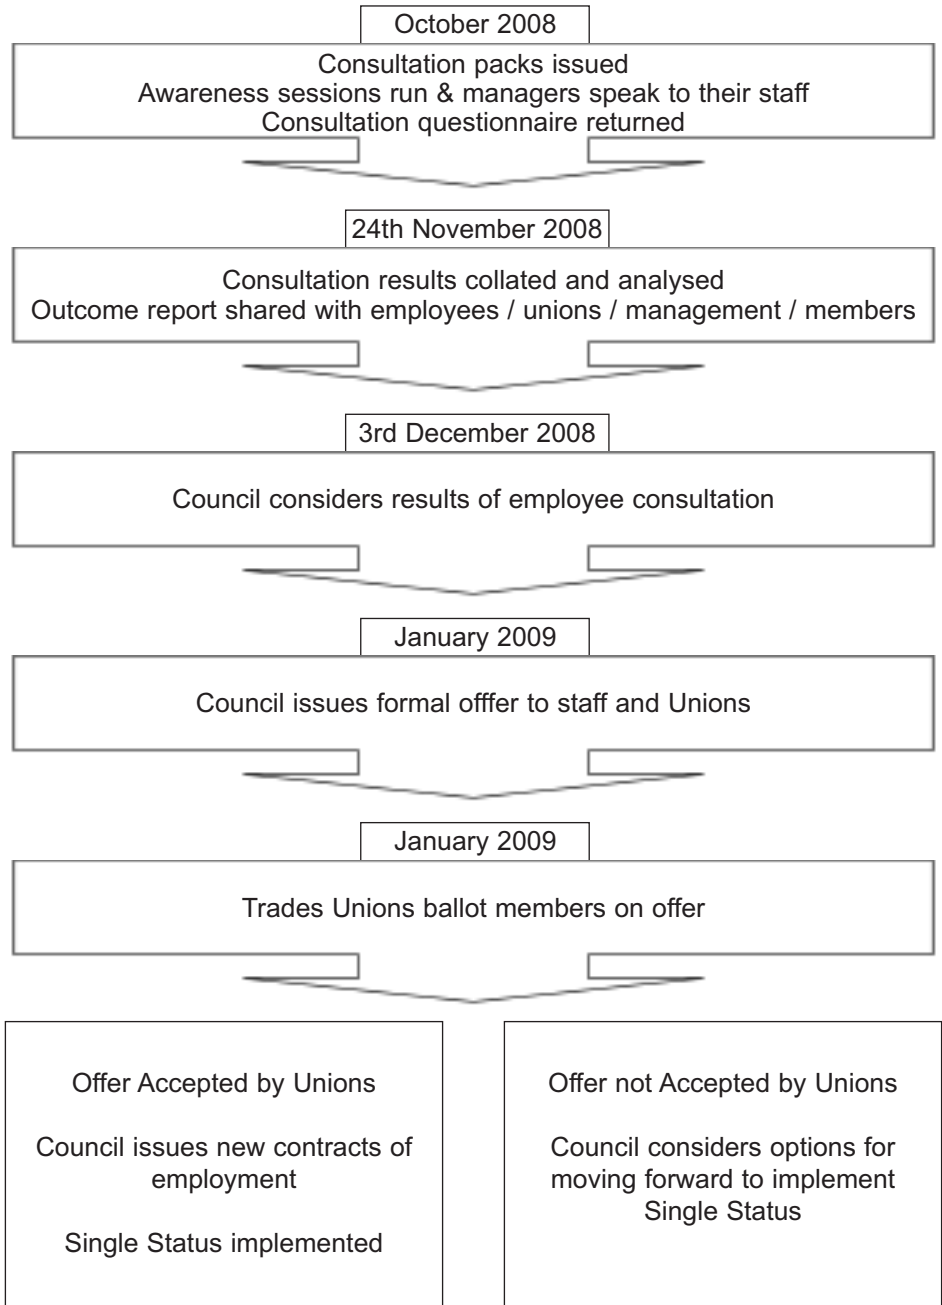 October 2008
Consultation packs issued
Awareness sessions run & managers speak to their staff
Consultation questionnaire returned
24th November 2008
Consultation results collated and analysed
Outcome report shared with employees / unions / management / members
3rd December 2008
Council considers results of employee consultation
January 2009
Council issues formal offfer to staff and Unions
January 2009
Trades Unions ballot members on offer
Offer Accepted by Unions
Council issues new contracts of
employment
Single Status implemented
Offer not Accepted by Unions
Council considers options for
moving forward to implement
Single Status